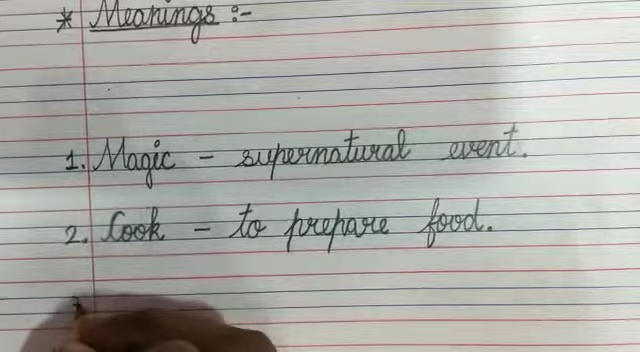 * Meanings :-
1. Magic - supernatural event.
2. Cook - to prepare food.